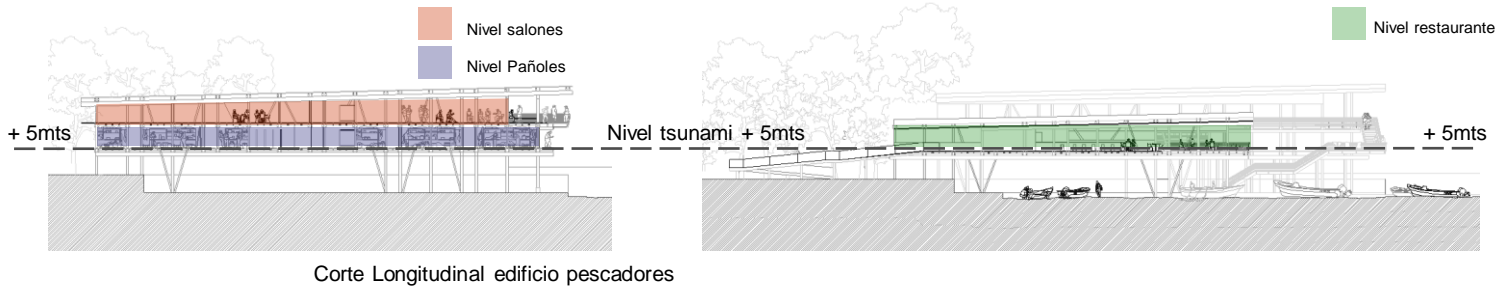 Nivel salones
Nivel restaurante
Nivel Pañoles
+ 5mts
Nivel tsunami + 5mts
+ 5mts
Corte Longitudinal edificio pescadores